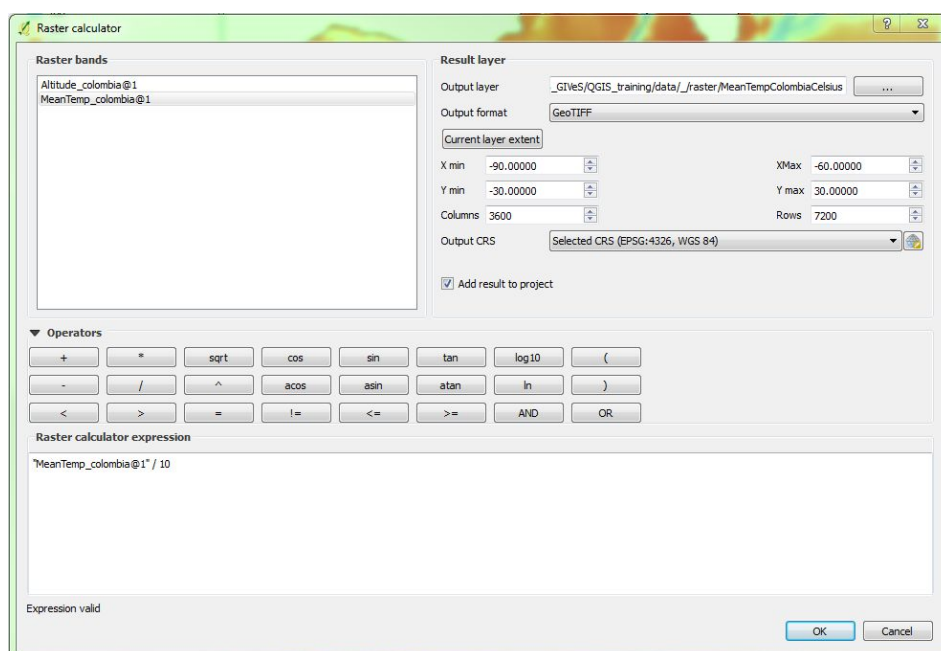 Raster calculator
Raster bands
Altitude_colombia@1
MeanTemp_colombia@1
Result layer
Output layer _GIVeS/QGIS_training/data/_/raster/MeanTempColombiaCelsius ...
Output format GeoTIFF
Current layer extent
X min -90.00000 XMax -60.00000
Y min -30.00000 Y max 30.00000
Columns 3600 Rows 7200
Output CRS Selected CRS (EPSG:4326, WGS 84)
Add result to project
Operators
+ * sqrt cos sin tan log10 (
- / ^ acos asin atan ln )
< > = != <= >= AND OR
Raster calculator expression
"MeanTemp_colombia@1" / 10
Expression valid
OK Cancel